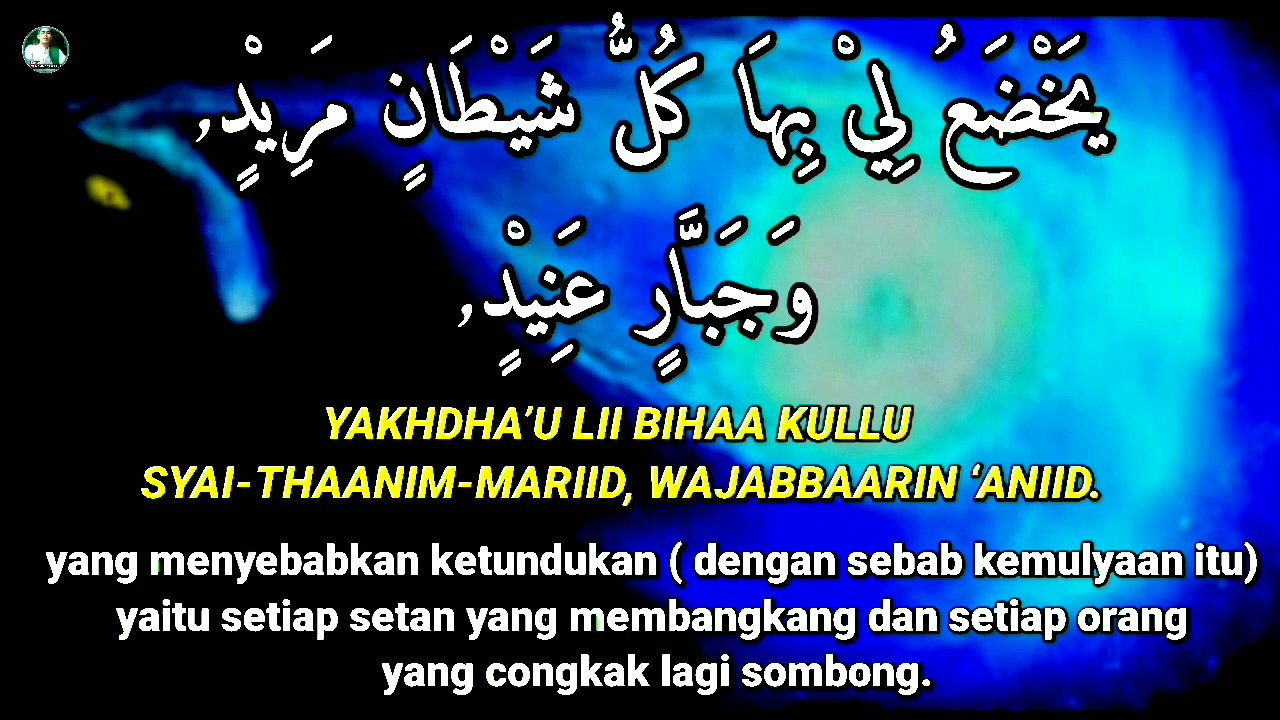 يَخْضَعُ لِيْ بِهاَ كُلُّ شَيْطَانٍ مَرِيْدٍ,
وَجَبَّارٍ عَنِيْدٍ,
YAKHDHA’U LII BIHAA KULLU
SYAI-THAANIM-MARIID, WAJABBAARIN ‘ANIID.
yang menyebabkan ketundukan ( dengan sebab kemulyaan itu)
yaitu setiap setan yang membangkang dan setiap orang
yang congkak lagi sombong.